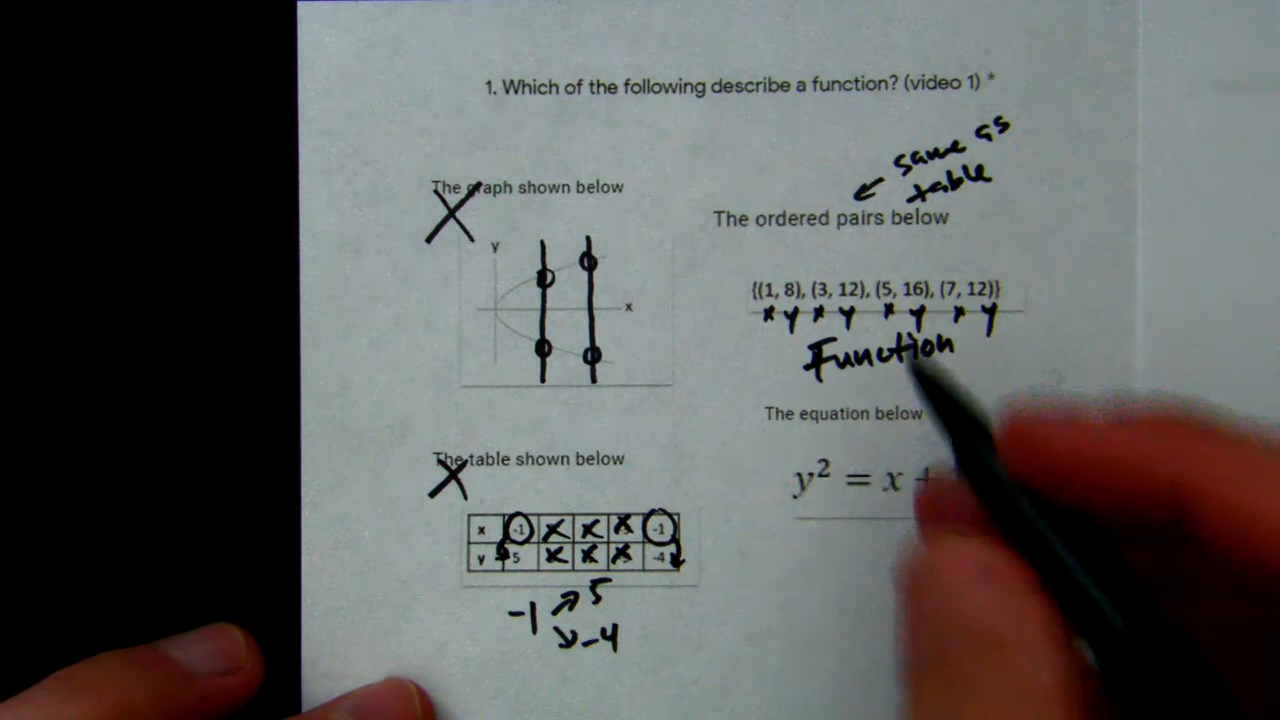 1. Which of the following describe a function? (video 1) *
same as
table
The graph shown below
The ordered pairs below
y
x
{(1, 8), (3, 12), (5, 16), (7, 12)}
x y x y x y x y
Function
The equation below
The table shown below
y² = x +
x -1 x x x -1
y 5 x x x -4
-1 5
-4